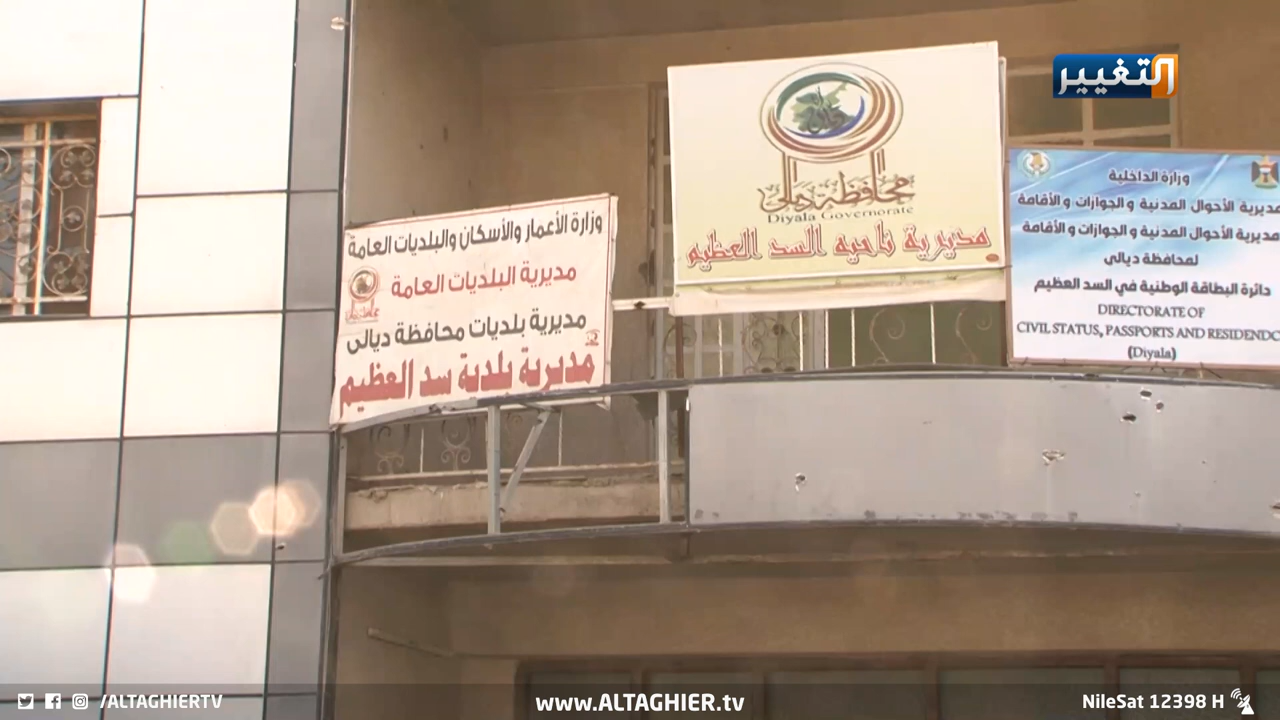 التغيير
وزارة الأعمار والأسكان والبلديات العامة
مديرية البلديات العامة
مديرية بلديات محافظة ديالى
مديرية بلدية سد العظيم
محافظة ديالى
Diyala Governorate
مديرية ناحيه السد العظيم
وزارة الداخلية
مديرية الأحوال المدنية و الجوازات و الأقامة
مديرية الأحوال المدنية و الجوازات و الأقامة
لمحافظة ديالى
دائرة البطاقة الوطنية في السد العظيم
DIRECTORATE OF
CIVIL STATUS, PASSPORTS AND RESIDENDC
(Diyala)
/ALTAGHIERTV
www.ALTAGHIER.tv
NileSat 12398 H